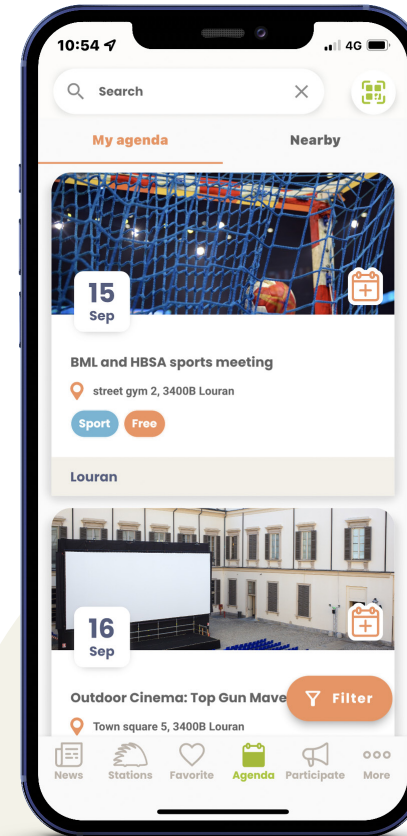 10:54
4G
Search
My agenda
Nearby
15
Sep
BML and HBSA sports meeting
street gym 2, 3400B Louran
Sport
Free
Louran
16
Sep
Outdoor Cinema: Top Gun Mave
Filter
Town square 5, 3400B Louran
News
Stations
Favorite
Agenda
Participate
More